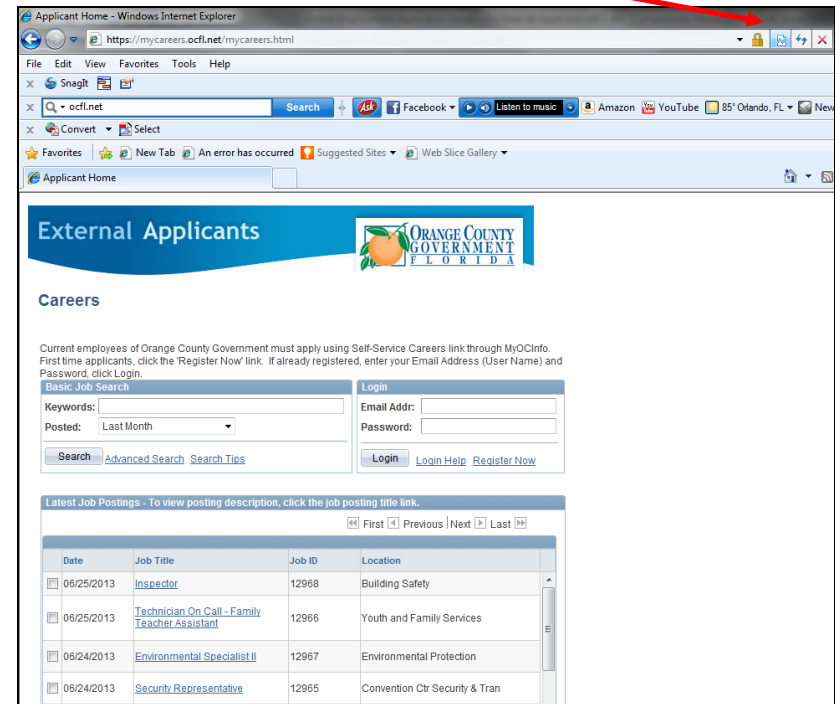 Applicant Home - Windows Internet Explorer
https://mycareers.ocfl.net/mycareers.html
File Edit View Favorites Tools Help
x SnagIt
x ocfl.net Search Ask Facebook Listen to music Amazon YouTube 85° Orlando, FL New
x Convert Select
Favorites New Tab An error has occurred Suggested Sites Web Slice Gallery
Applicant Home
External Applicants
ORANGE COUNTY
GOVERNMENT
FLORIDA
Careers
Current employees of Orange County Government must apply using Self-Service Careers link through MyOCInfo.
First time applicants, click the 'Register Now' link. If already registered, enter your Email Address (User Name) and
Password, click Login.
Basic Job Search Login
Keywords: Email Addr:
Posted: Last Month Password:
Search Advanced Search Search Tips Login Login Help Register Now
Latest Job Postings - To view posting description, click the job posting title link.
First Previous | Next Last
Date Job Title Job ID Location
06/25/2013 Inspector 12968 Building Safety
06/25/2013 Technician On Call - Family
Teacher Assistant 12966 Youth and Family Services
06/24/2013 Environmental Specialist II 12967 Environmental Protection
06/24/2013 Security Representative 12965 Convention Ctr Security & Tran